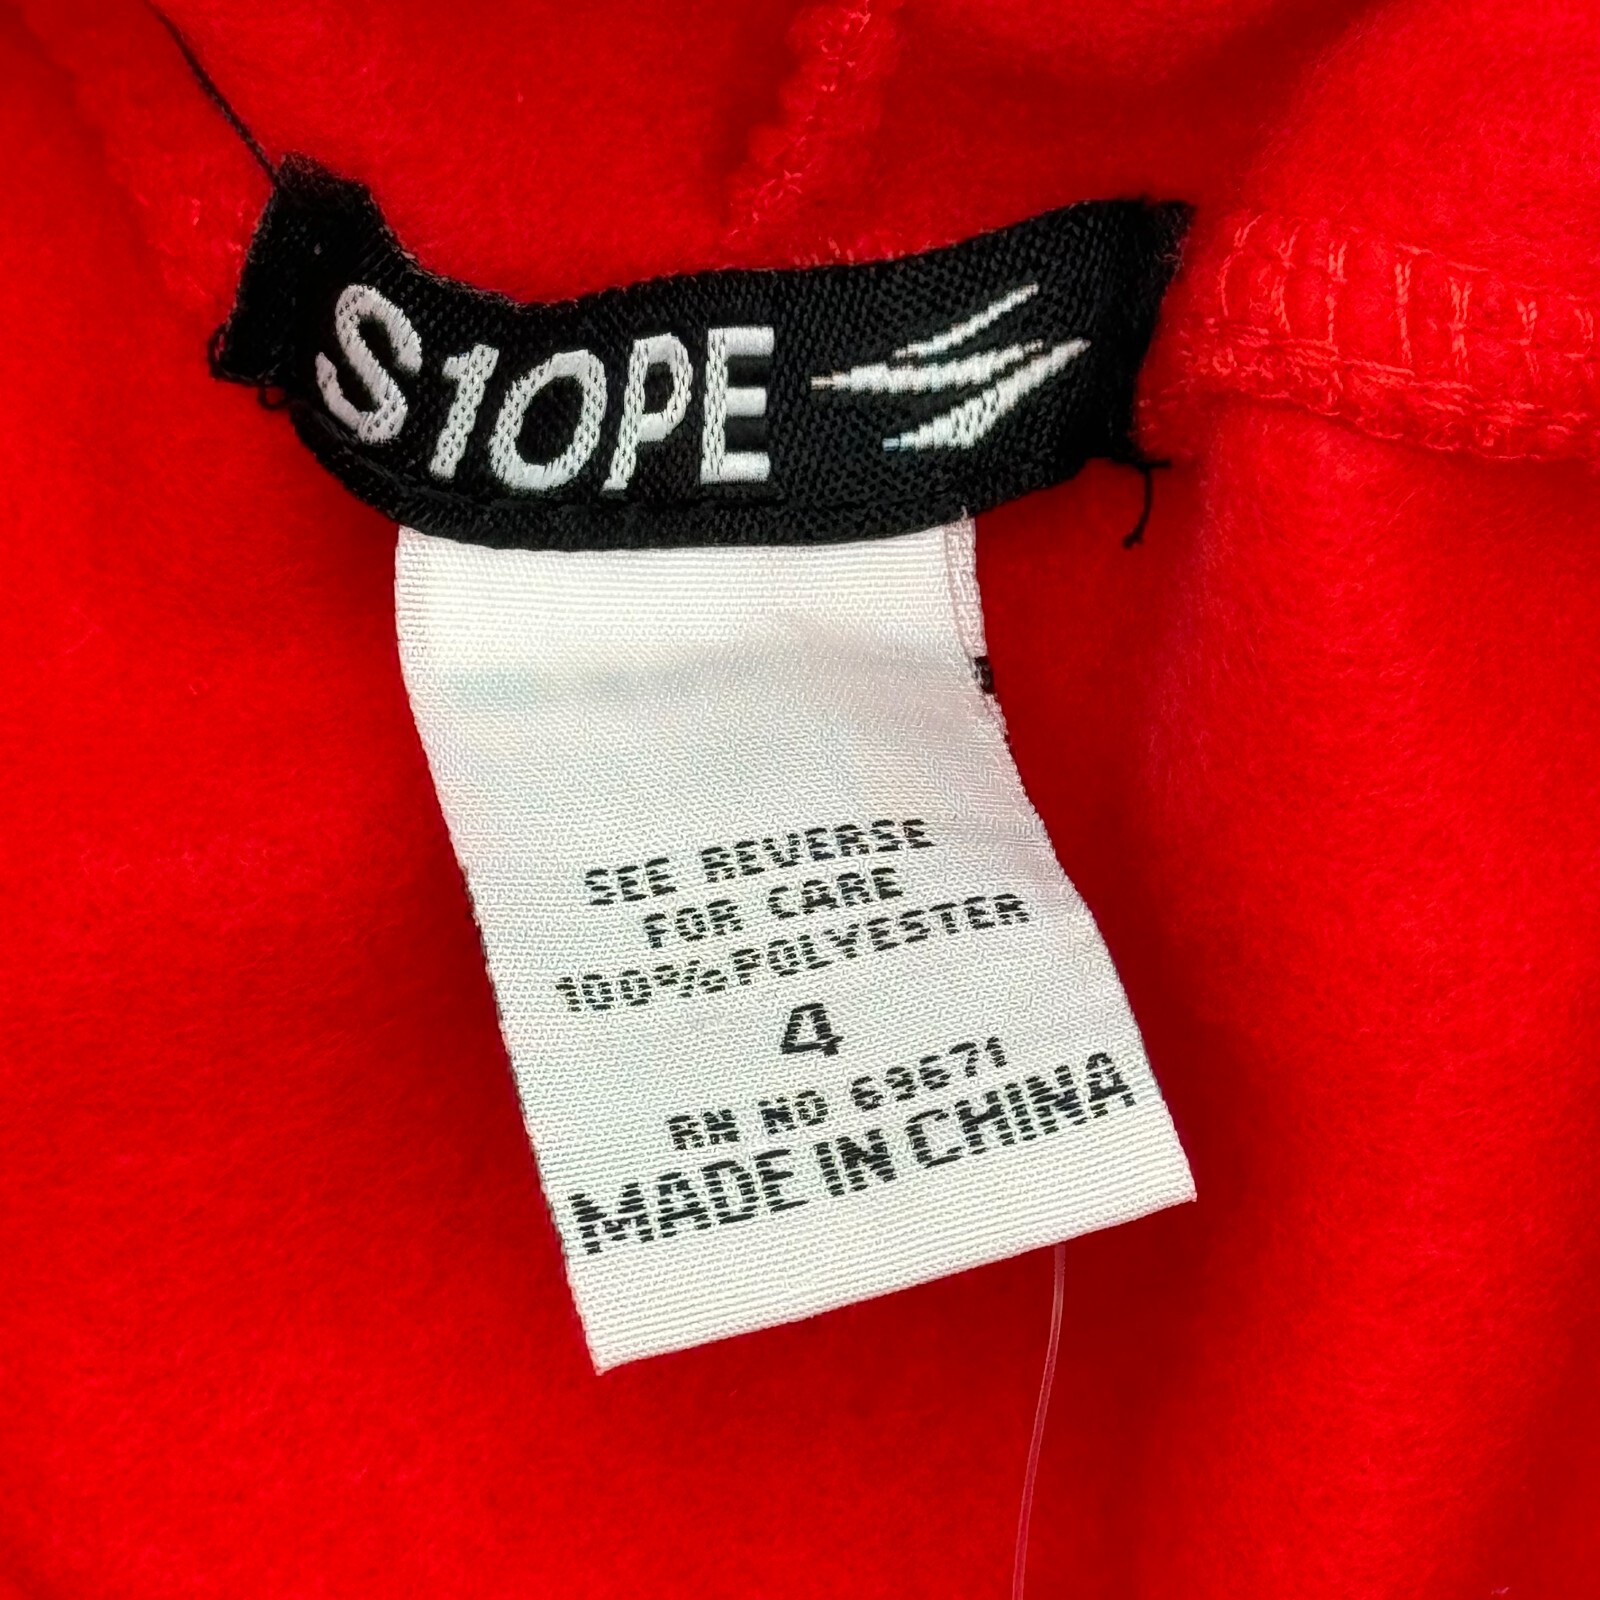 S1OPE
SEE REVERSE
FOR CARE
100%POLYESTER
4
RN NO 69671
MADE IN CHINA